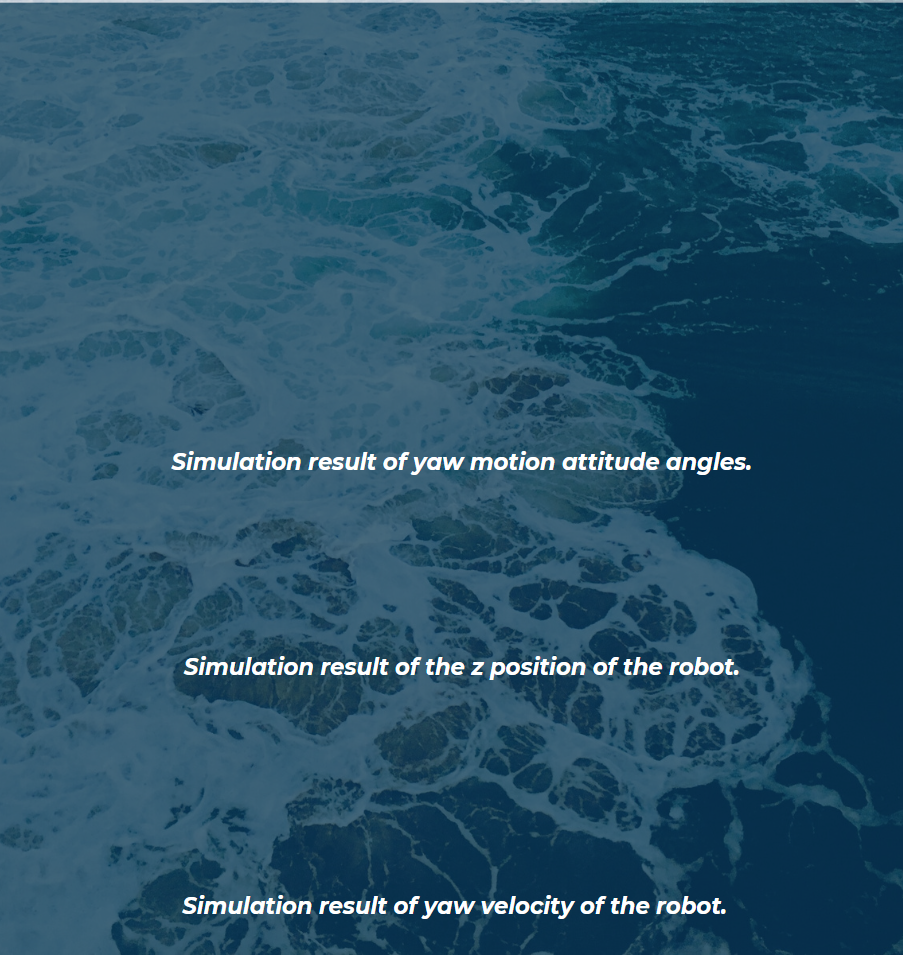 Simulation result of yaw motion attitude angles.
Simulation result of the z position of the robot.
Simulation result of yaw velocity of the robot.